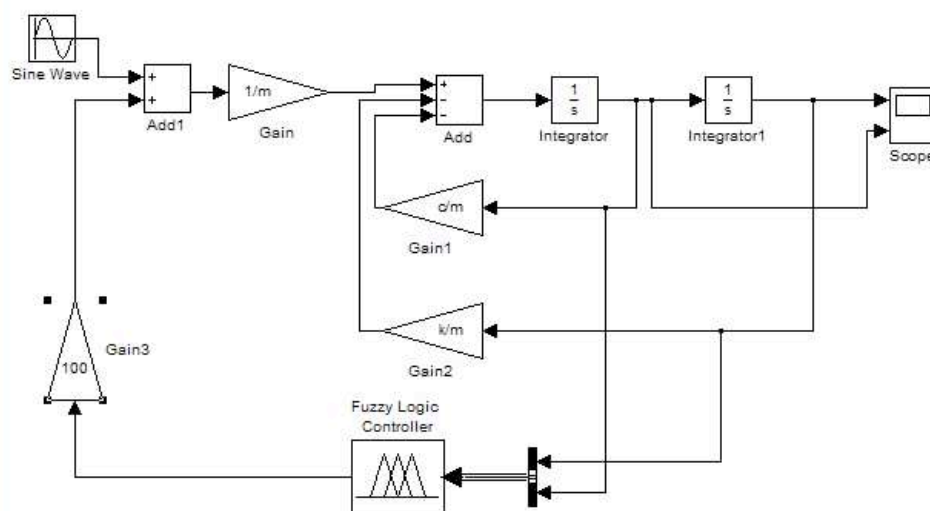 Sine Wave
+
+
Add1
1/m
Gain
+
−
−
Add
1
s
Integrator
1
s
Integrator1
Scope
c/m
Gain1
k/m
Gain2
100
Gain3
Fuzzy Logic
Controller